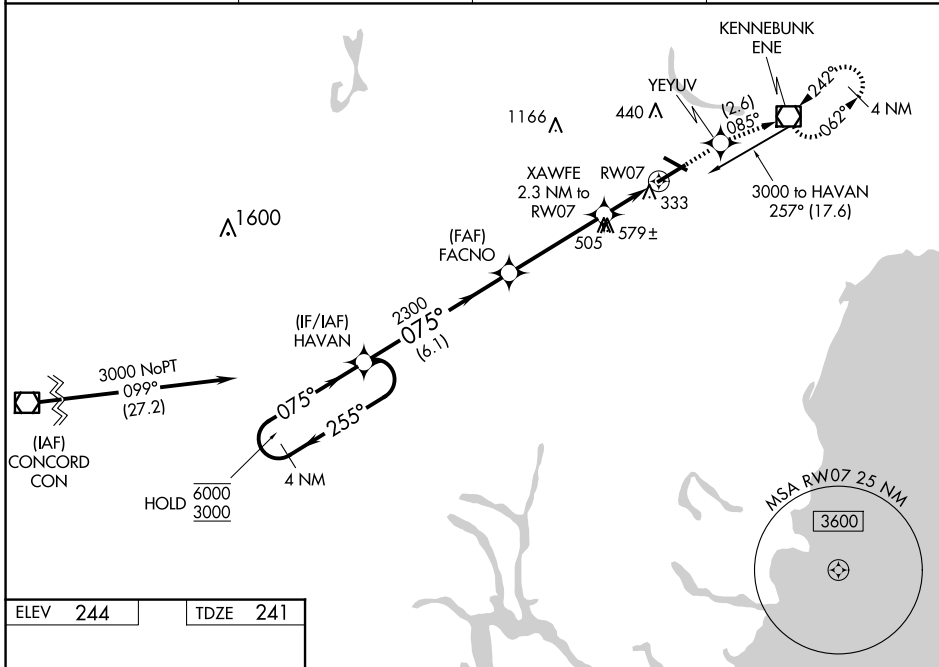 KENNEBUNK
ENE
YEYUV
(2.6)
085°
242°
062°
4 NM
1166
440
XAWFE
2.3 NM to
RW07
RW07
333
3000 to HAVAN
257° (17.6)
505
579±
1600
(FAF)
FACNO
(IF/IAF)
HAVAN
2300
075°
(6.1)
3000 NoPT
099°
(27.2)
(IAF)
CONCORD
CON
075°
255°
4 NM
HOLD
6000
3000
MSA RW07 25 NM
3600
ELEV 244
TDZE 241